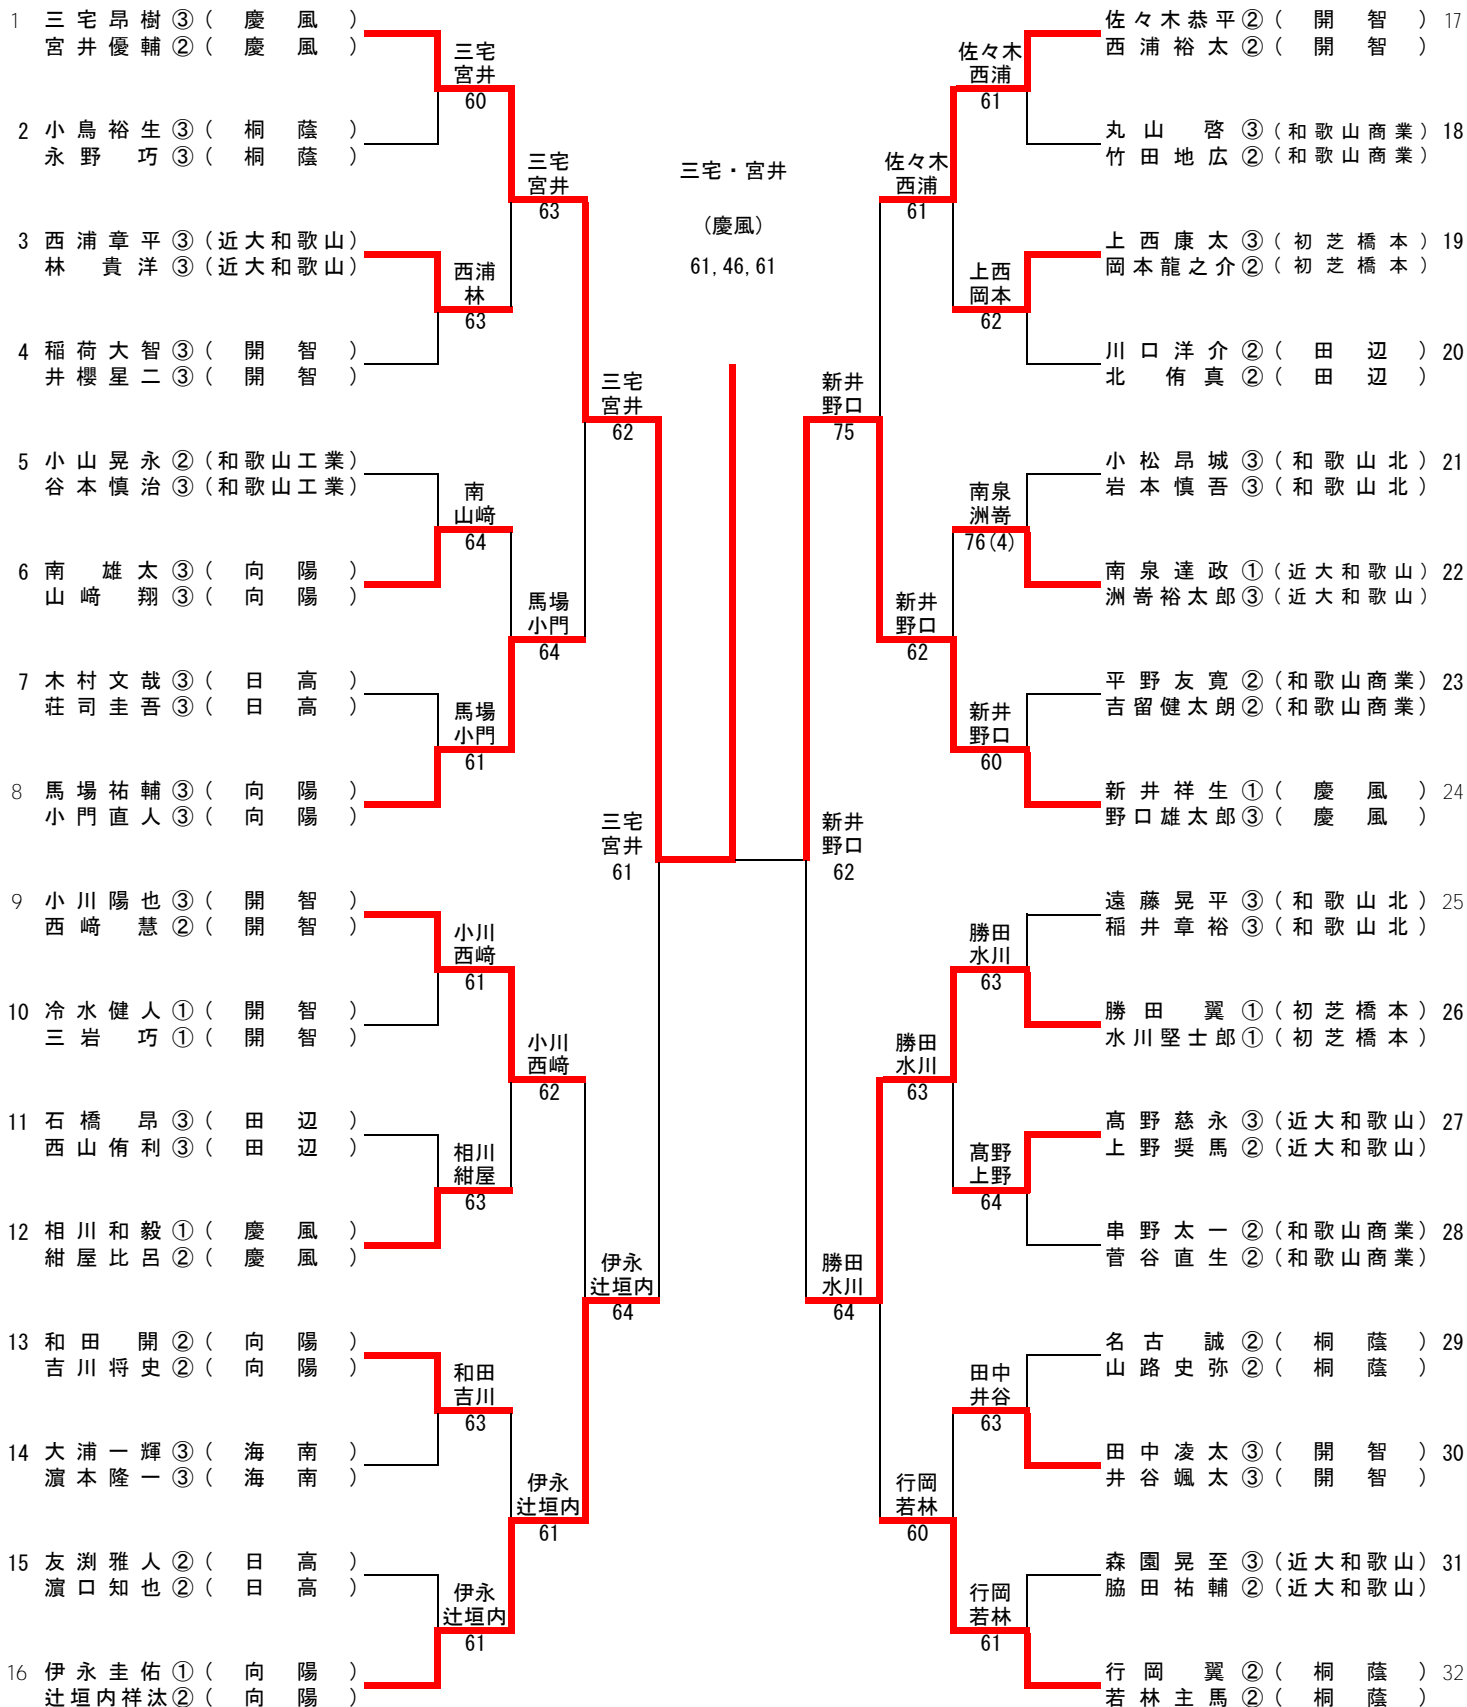 1 三宅昂樹③(慶風)
宮井優輔②(慶風)
2 小鳥裕生③(桐蔭)
永野巧③(桐蔭)
3 西浦章平③(近大和歌山)
林貴洋③(近大和歌山)
4 稲荷大智③(開智)
井櫻星二③(開智)
5 小山晃永②(和歌山工業)
谷本慎治③(和歌山工業)
6 南雄太③(向陽)
山﨑翔③(向陽)
7 木村文哉③(日高)
荘司圭吾③(日高)
8 馬場祐輔③(向陽)
小門直人③(向陽)
9 小川陽也③(開智)
西﨑慧②(開智)
10 冷水健人①(開智)
三岩巧①(開智)
11 石橋昂③(田辺)
西山侑利③(田辺)
12 相川和毅①(慶風)
紺屋比呂②(慶風)
13 和田開②(向陽)
吉川将史②(向陽)
14 大浦一輝③(海南)
濵本隆一③(海南)
15 友渕雅人②(日高)
濵口知也②(日高)
16 伊永圭佑①(向陽)
辻垣内祥汰②(向陽)
三宅
宮井
60
西浦
林
63
南
山﨑
64
馬場
小門
61
小川
西﨑
61
相川
紺屋
63
和田
吉川
63
伊永
辻垣内
61
三宅
宮井
63
馬場
小門
64
小川
西﨑
62
伊永
辻垣内
61
三宅
宮井
62
伊永
辻垣内
64
三宅
宮井
61
三宅・宮井
(慶風)
61,46,61
新井
野口
62
新井
野口
75
勝田
水川
64
佐々木
西浦
61
新井
野口
62
勝田
水川
63
行岡
若林
60
佐々木
西浦
61
上西
岡本
62
南泉
洲嵜
76(4)
新井
野口
60
勝田
水川
63
髙野
上野
64
田中
井谷
63
行岡
若林
61
佐々木恭平②(開智) 17
西浦裕太②(開智)
丸山啓③(和歌山商業) 18
竹田地広②(和歌山商業)
上西康太③(初芝橋本) 19
岡本龍之介②(初芝橋本)
川口洋介②(田辺) 20
北侑真②(田辺)
小松昂城③(和歌山北) 21
岩本慎吾③(和歌山北)
南泉達政①(近大和歌山) 22
洲嵜裕太郎③(近大和歌山)
平野友寛②(和歌山商業) 23
吉留健太朗②(和歌山商業)
新井祥生①(慶風) 24
野口雄太郎③(慶風)
遠藤晃平③(和歌山北) 25
稲井章裕③(和歌山北)
勝田翼①(初芝橋本) 26
水川堅士郎①(初芝橋本)
髙野慈永③(近大和歌山) 27
上野奨馬②(近大和歌山)
串野太一②(和歌山商業) 28
菅谷直生②(和歌山商業)
名古誠②(桐蔭) 29
山路史弥②(桐蔭)
田中凌太③(開智) 30
井谷颯太③(開智)
森園晃至③(近大和歌山) 31
脇田祐輔②(近大和歌山)
行岡翼②(桐蔭) 32
若林主馬②(桐蔭)